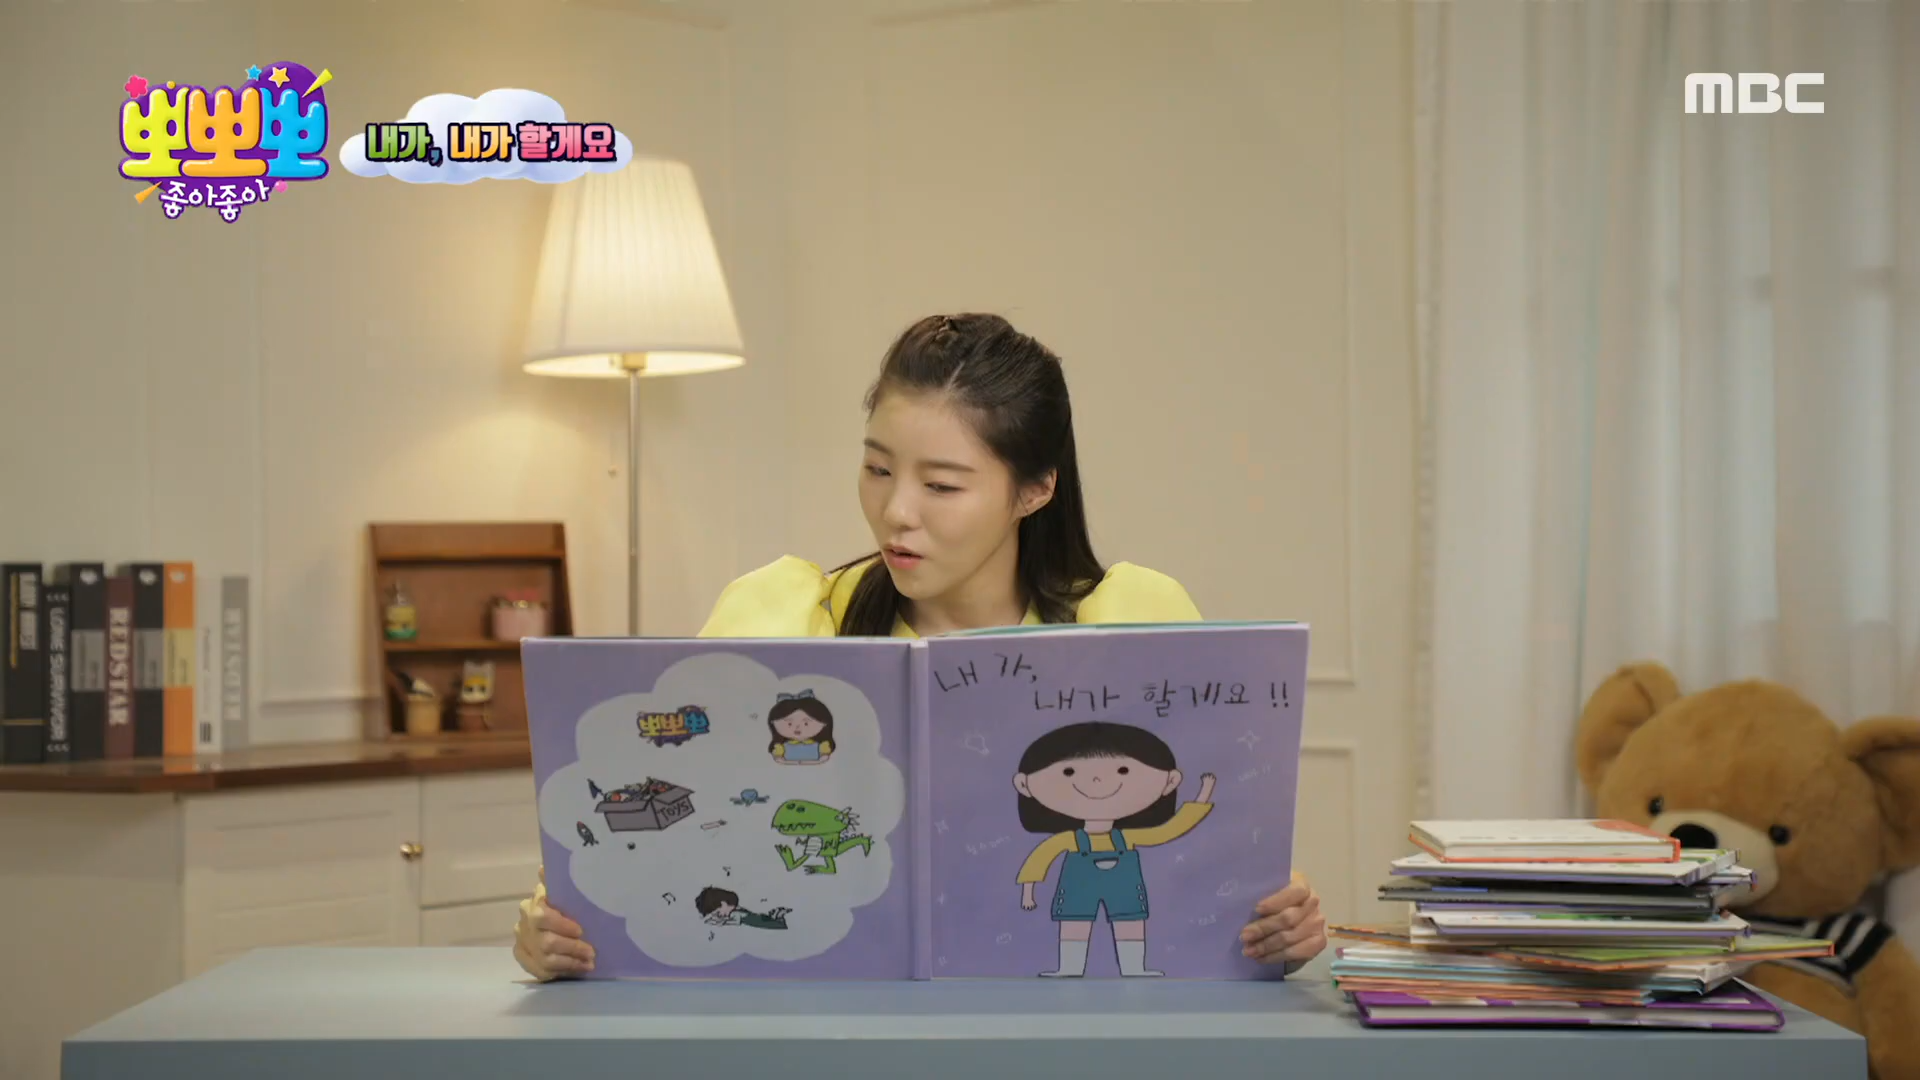 뽀뽀뽀
좋아좋아
내가, 내가 할게요
MBC
REDSTAR
LONE SURVIVOR
REDSTAR
내가,
내가 할게요!!
뽀뽀뽀
TOYS